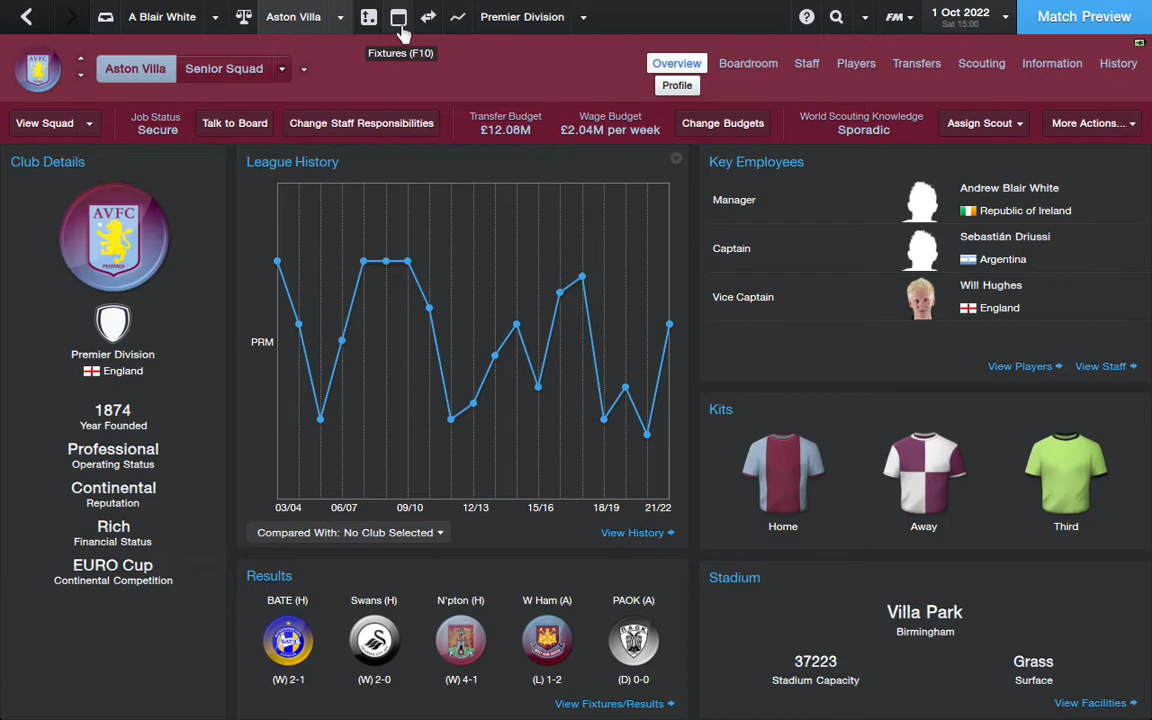 A Blair White
Aston Villa
Premier Division
FM
1 Oct 2022
Sat 15:00
Match Preview
Fixtures (F10)
Aston Villa
Senior Squad
Overview
Boardroom
Staff
Players
Transfers
Scouting
Information
History
Profile
View Squad
Job Status
Secure
Talk to Board
Change Staff Responsibilities
Transfer Budget
£12.08M
Wage Budget
£2.04M per week
Change Budgets
World Scouting Knowledge
Sporadic
Assign Scout
More Actions...
Club Details
AVFC
PREPARED
Premier Division
England
1874
Year Founded
Professional
Operating Status
Continental
Reputation
Rich
Financial Status
EURO Cup
Continental Competition
League History
PRM
03/04 06/07 09/10 12/13 15/16 18/19 21/22
Compared With: No Club Selected
View History
Results
BATE (H) Swans (H) N'pton (H) W Ham (A) PAOK (A)
(W) 2-1 (W) 2-0 (W) 4-1 (L) 1-2 (D) 0-0
View Fixtures/Results
Key Employees
Manager
Andrew Blair White
Republic of Ireland
Captain
Sebastián Driussi
Argentina
Vice Captain
Will Hughes
England
View Players
View Staff
Kits
Home Away Third
Stadium
Villa Park
Birmingham
37223
Stadium Capacity
Grass
Surface
View Facilities